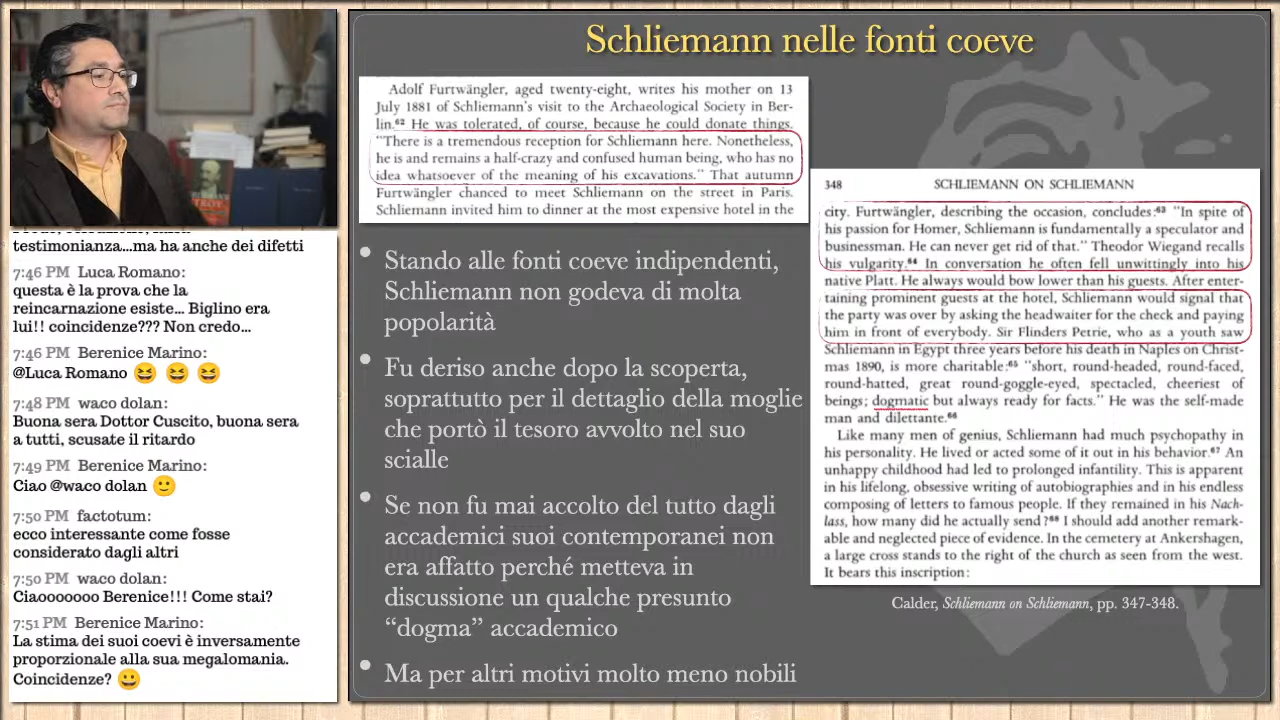 Schliemann nelle fonti coeve
Adolf Furtwängler, aged twenty-eight, writes his mother on 13
July 1881 of Schliemann's visit to the Archaeological Society in Ber-
lin.⁶² He was tolerated, of course, because he could donate things.
"There is a tremendous reception for Schliemann here. Nonetheless,
he is and remains a half-crazy and confused human being, who has no
idea whatsoever of the meaning of his excavations." That autumn
Furtwängler chanced to meet Schliemann on the street in Paris.
Schliemann invited him to dinner at the most expensive hotel in the
348 SCHLIEMANN ON SCHLIEMANN
city. Furtwängler, describing the occasion, concludes:⁶³ "In spite of
his passion for Homer, Schliemann is fundamentally a speculator and
businessman. He can never get rid of that." Theodor Wiegand recalls
his vulgarity.⁶⁴ In conversation he often fell unwittingly into his
native Platt. He always would bow lower than his guests. After enter-
taining prominent guests at the hotel, Schliemann would signal that
the party was over by asking the headwaiter for the check and paying
him in front of everybody. Sir Flinders Petrie, who as a youth saw
Schliemann in Egypt three years before his death in Naples on Christ-
mas 1890, is more charitable:⁶⁵ "short, round-headed, round-faced,
round-hatted, great round-goggle-eyed, spectacled, cheeriest of
beings; dogmatic but always ready for facts." He was the self-made
man and dilettante.⁶⁶
Like many men of genius, Schliemann had much psychopathy in
his personality. He lived or acted some of it out in his behavior.⁶⁷ An
unhappy childhood had led to prolonged infantility. This is apparent
in his lifelong, obsessive writing of autobiographies and in his endless
composing of letters to famous people. If they remained in his Nach-
lass, how many did he actually send?⁶⁸ I should add another remark-
able and neglected piece of evidence. In the cemetery at Ankershagen,
a large cross stands to the right of the church as seen from the west.
It bears this inscription:
Calder, Schliemann on Schliemann, pp. 347-348.
• Stando alle fonti coeve indipendenti,
Schliemann non godeva di molta
popolarità
• Fu deriso anche dopo la scoperta,
soprattutto per il dettaglio della moglie
che portò il tesoro avvolto nel suo
scialle
• Se non fu mai accolto del tutto dagli
accademici suoi contemporanei non
era affatto perché metteva in
discussione un qualche presunto
“dogma” accademico
• Ma per altri motivi molto meno nobili
testimonianza...ma ha anche dei difetti
7:46 PM Luca Romano:
questa è la prova che la
reincarnazione esiste... Biglino era
lui!! coincidenze??? Non credo...
7:46 PM Berenice Marino:
@Luca Romano 😆 😆 😆
7:48 PM waco dolan:
Buona sera Dottor Cuscito, buona sera
a tutti, scusate il ritardo
7:49 PM Berenice Marino:
Ciao @waco dolan 🙂
7:50 PM factotum:
ecco interessante come fosse
considerato dagli altri
7:50 PM waco dolan:
Ciaooooooo Berenice!!! Come stai?
7:51 PM Berenice Marino:
La stima dei suoi coevi è inversamente
proporzionale alla sua megalomania.
Coincidenze? 😀